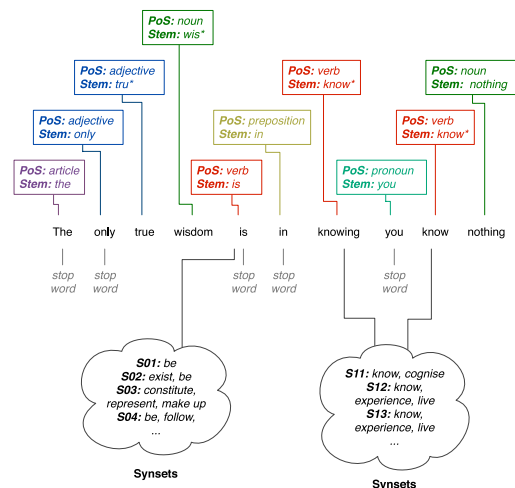 PoS: noun
Stem: wis*
PoS: adjective
Stem: tru*
PoS: verb
Stem: know*
PoS: noun
Stem: nothing
PoS: adjective
Stem: only
PoS: preposition
Stem: in
PoS: verb
Stem: know*
PoS: article
Stem: the
PoS: verb
Stem: is
PoS: pronoun
Stem: you
The only true wisdom is in knowing you know nothing
stop word
stop word
stop word
stop word
stop word
S01: be
S02: exist, be
S03: constitute,
represent, make up
S04: be, follow,
...
Synsets
S11: know, cognise
S12: know,
experience, live
S13: know,
experience, live
...
Synsets